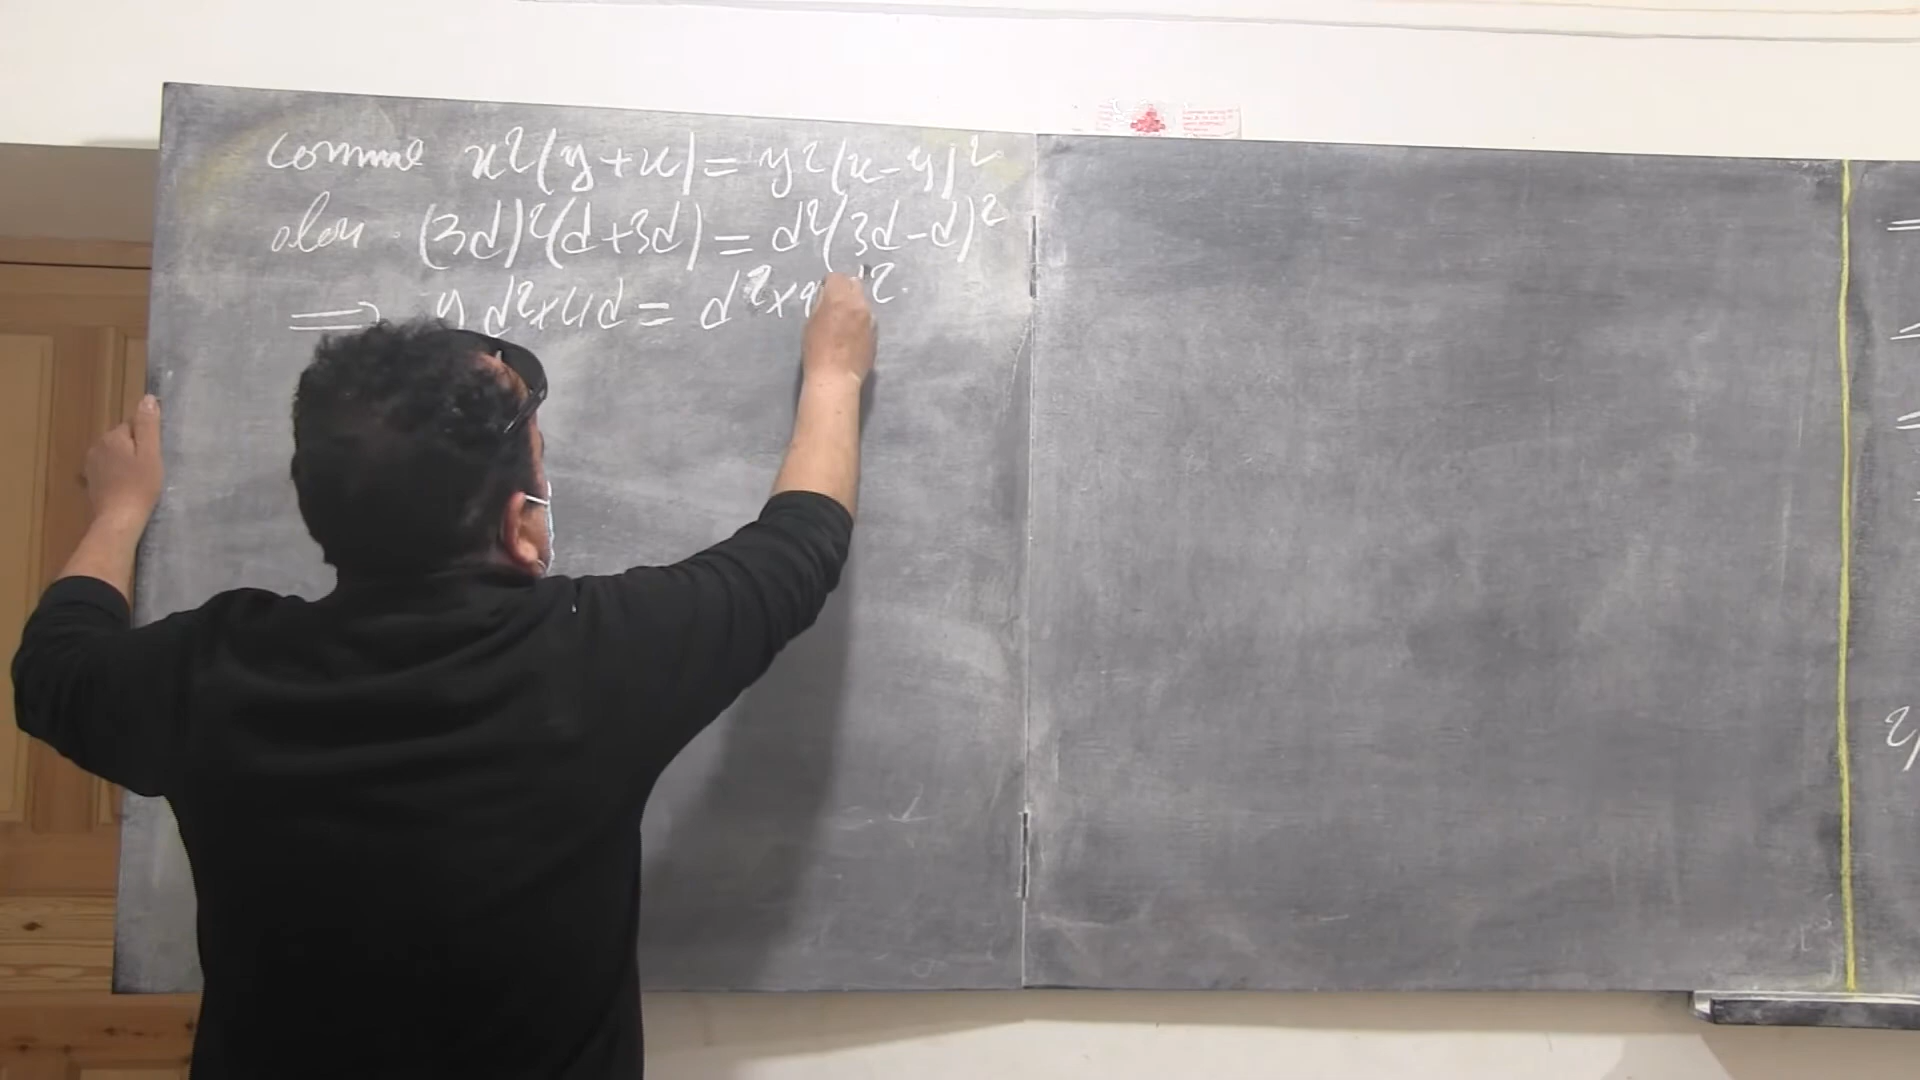 comme x²(y+x) = y²(x-y)²
alors (3d)²(d+3d) = d²(3d-d)²
⟹ 9d²×4d = d²×4d²